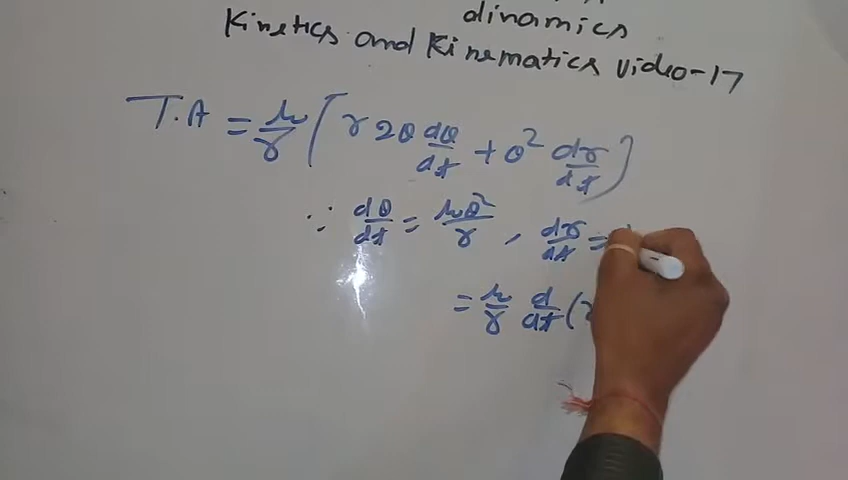 dinamics
Kinetics and Kinematics video-17
T.A = μ/r [ r 2θ dθ/dt + θ² dr/dt ]
∵ dθ/dt = μθ²/r , dr/dt =
= μ/r d/dt (